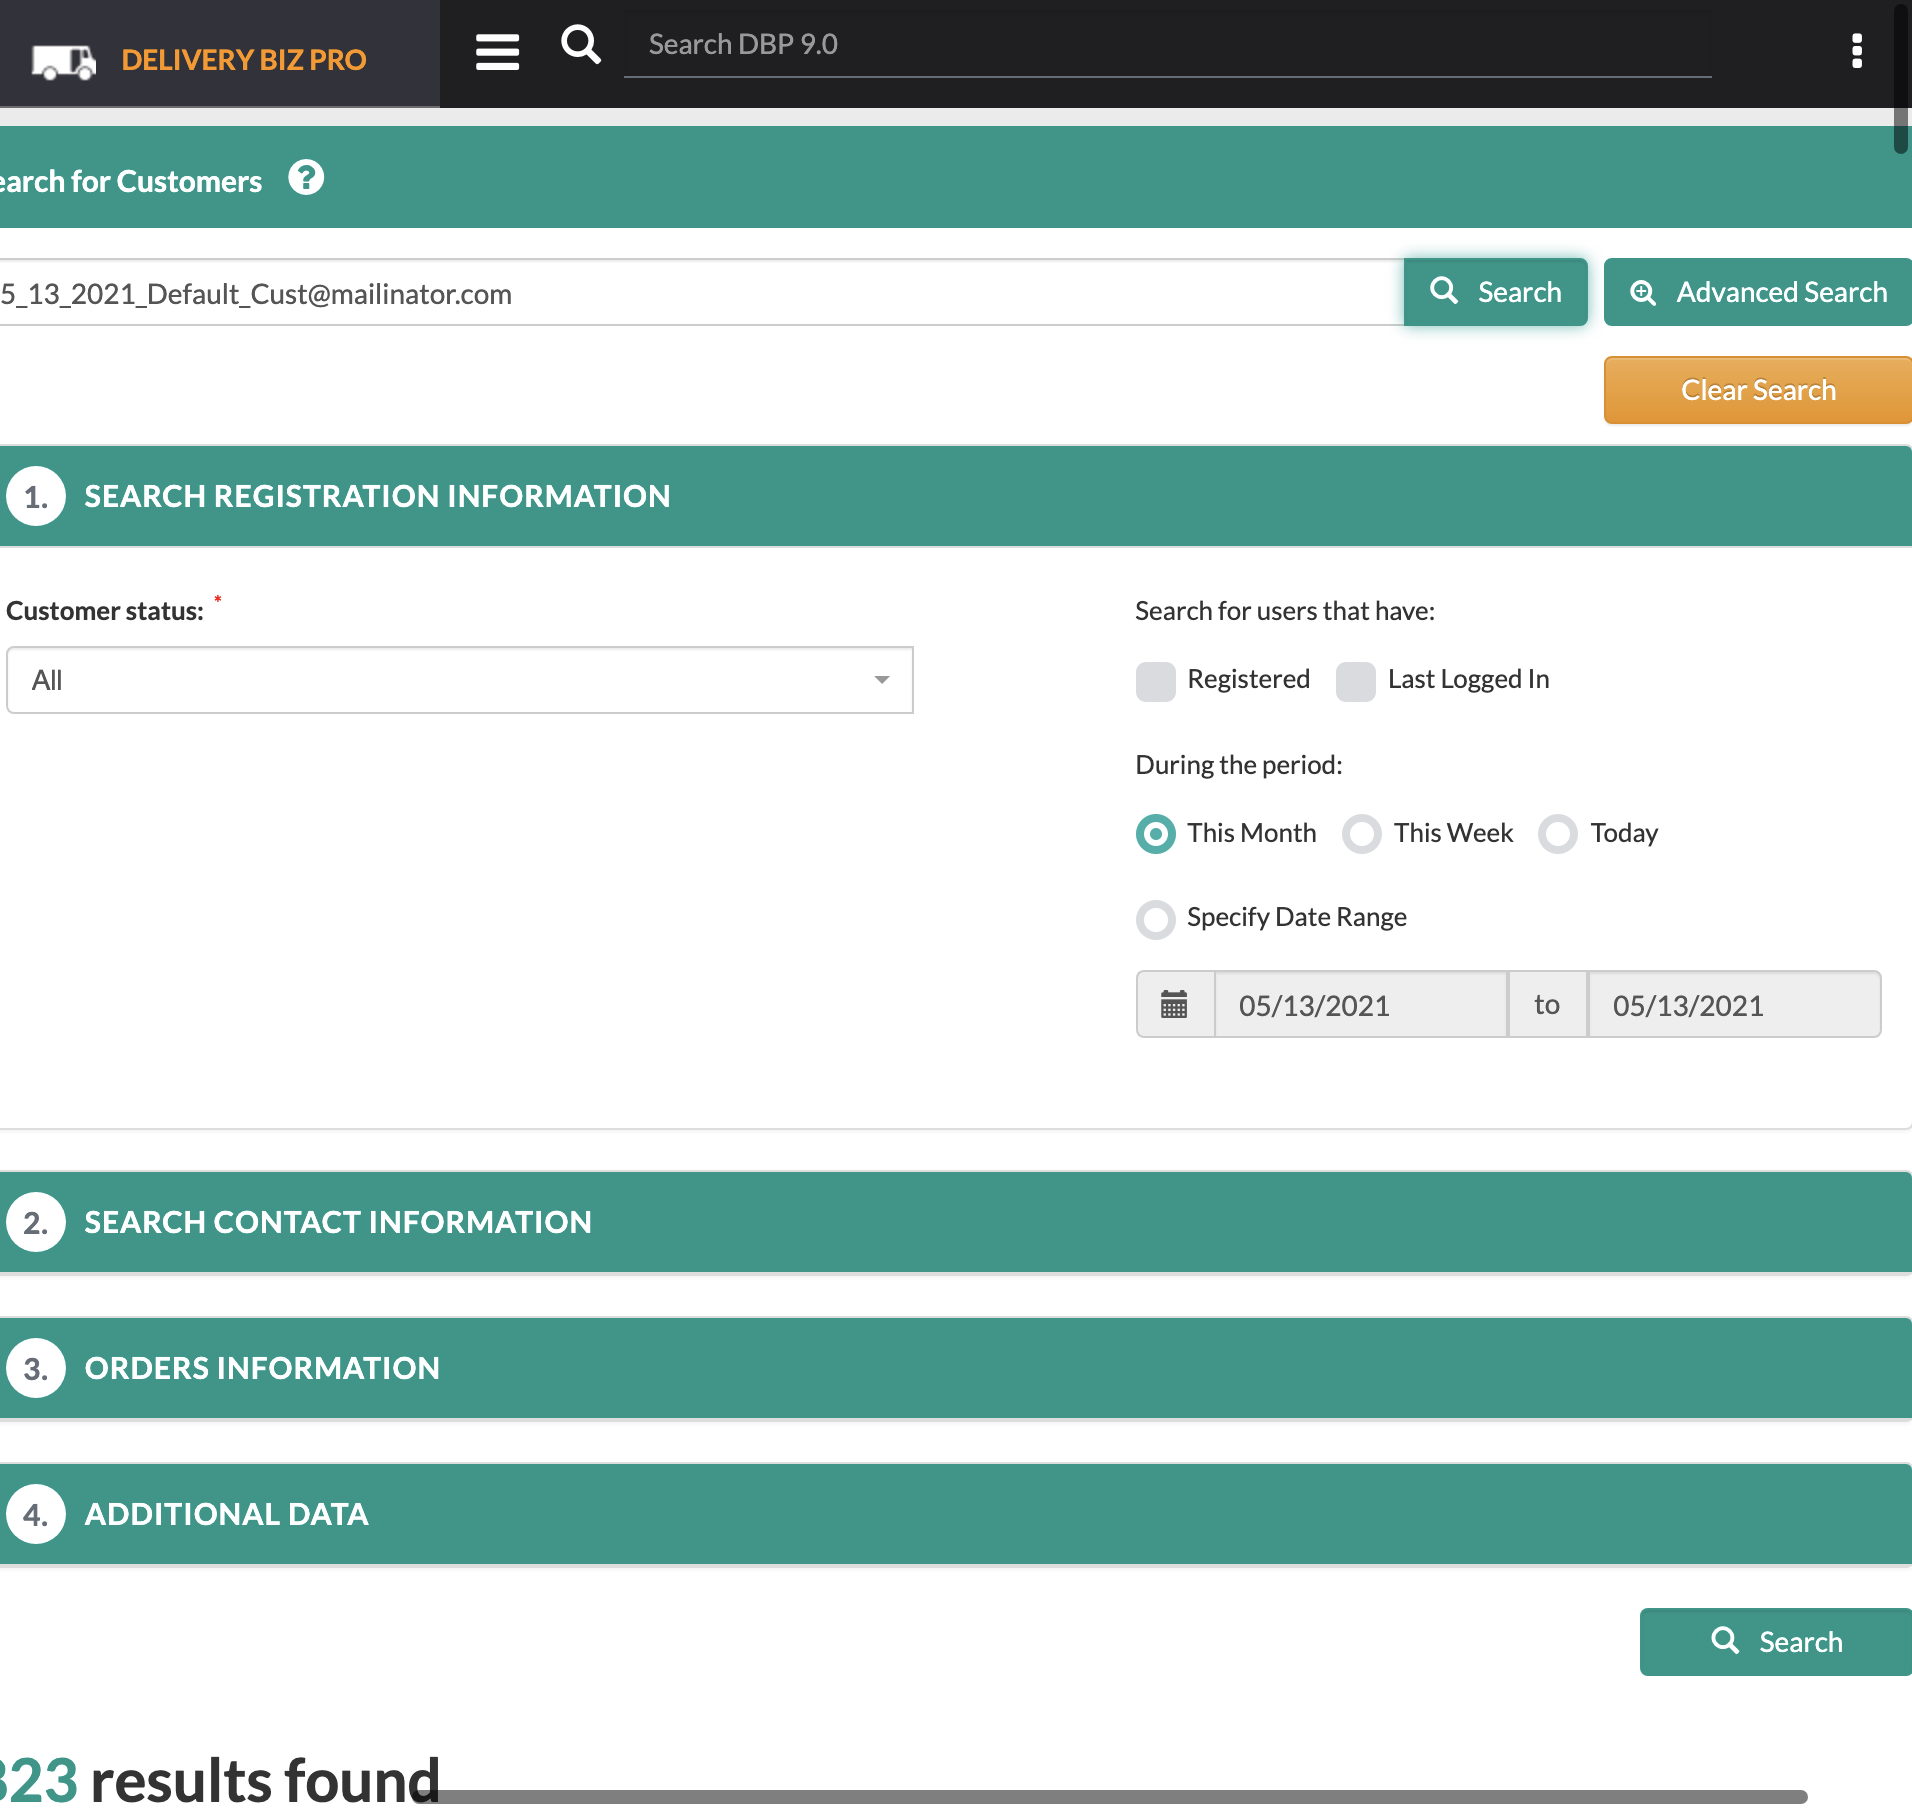 DELIVERY BIZ PRO
Search DBP 9.0
earch for Customers ?
5_13_2021_Default_Cust@mailinator.com
Search
Advanced Search
Clear Search
1. SEARCH REGISTRATION INFORMATION
Customer status: *
All
Search for users that have:
Registered Last Logged In
During the period:
This Month This Week Today
Specify Date Range
05/13/2021 to 05/13/2021
2. SEARCH CONTACT INFORMATION
3. ORDERS INFORMATION
4. ADDITIONAL DATA
Search
323 results found